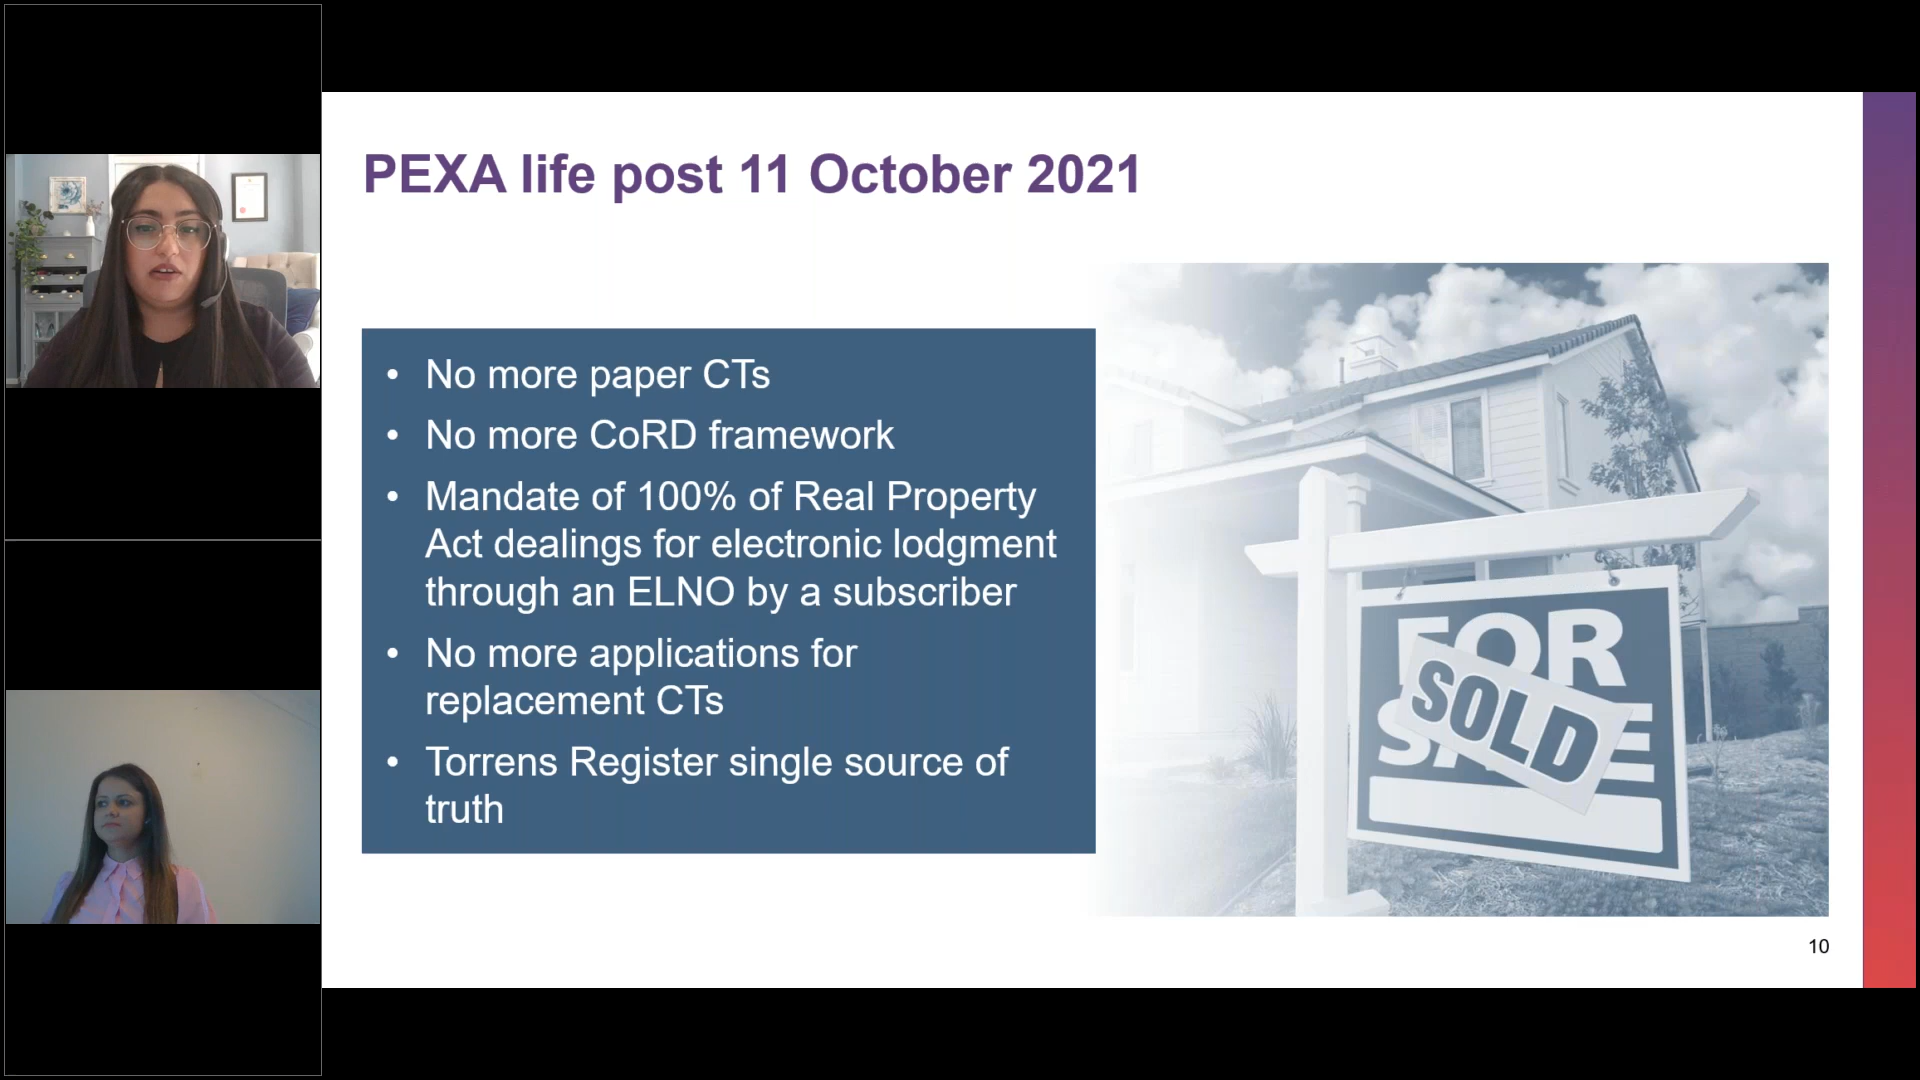 PEXA life post 11 October 2021
• No more paper CTs
• No more CoRD framework
• Mandate of 100% of Real Property
Act dealings for electronic lodgment
through an ELNO by a subscriber
• No more applications for
replacement CTs
• Torrens Register single source of
truth
FOR
SALE
SOLD
10